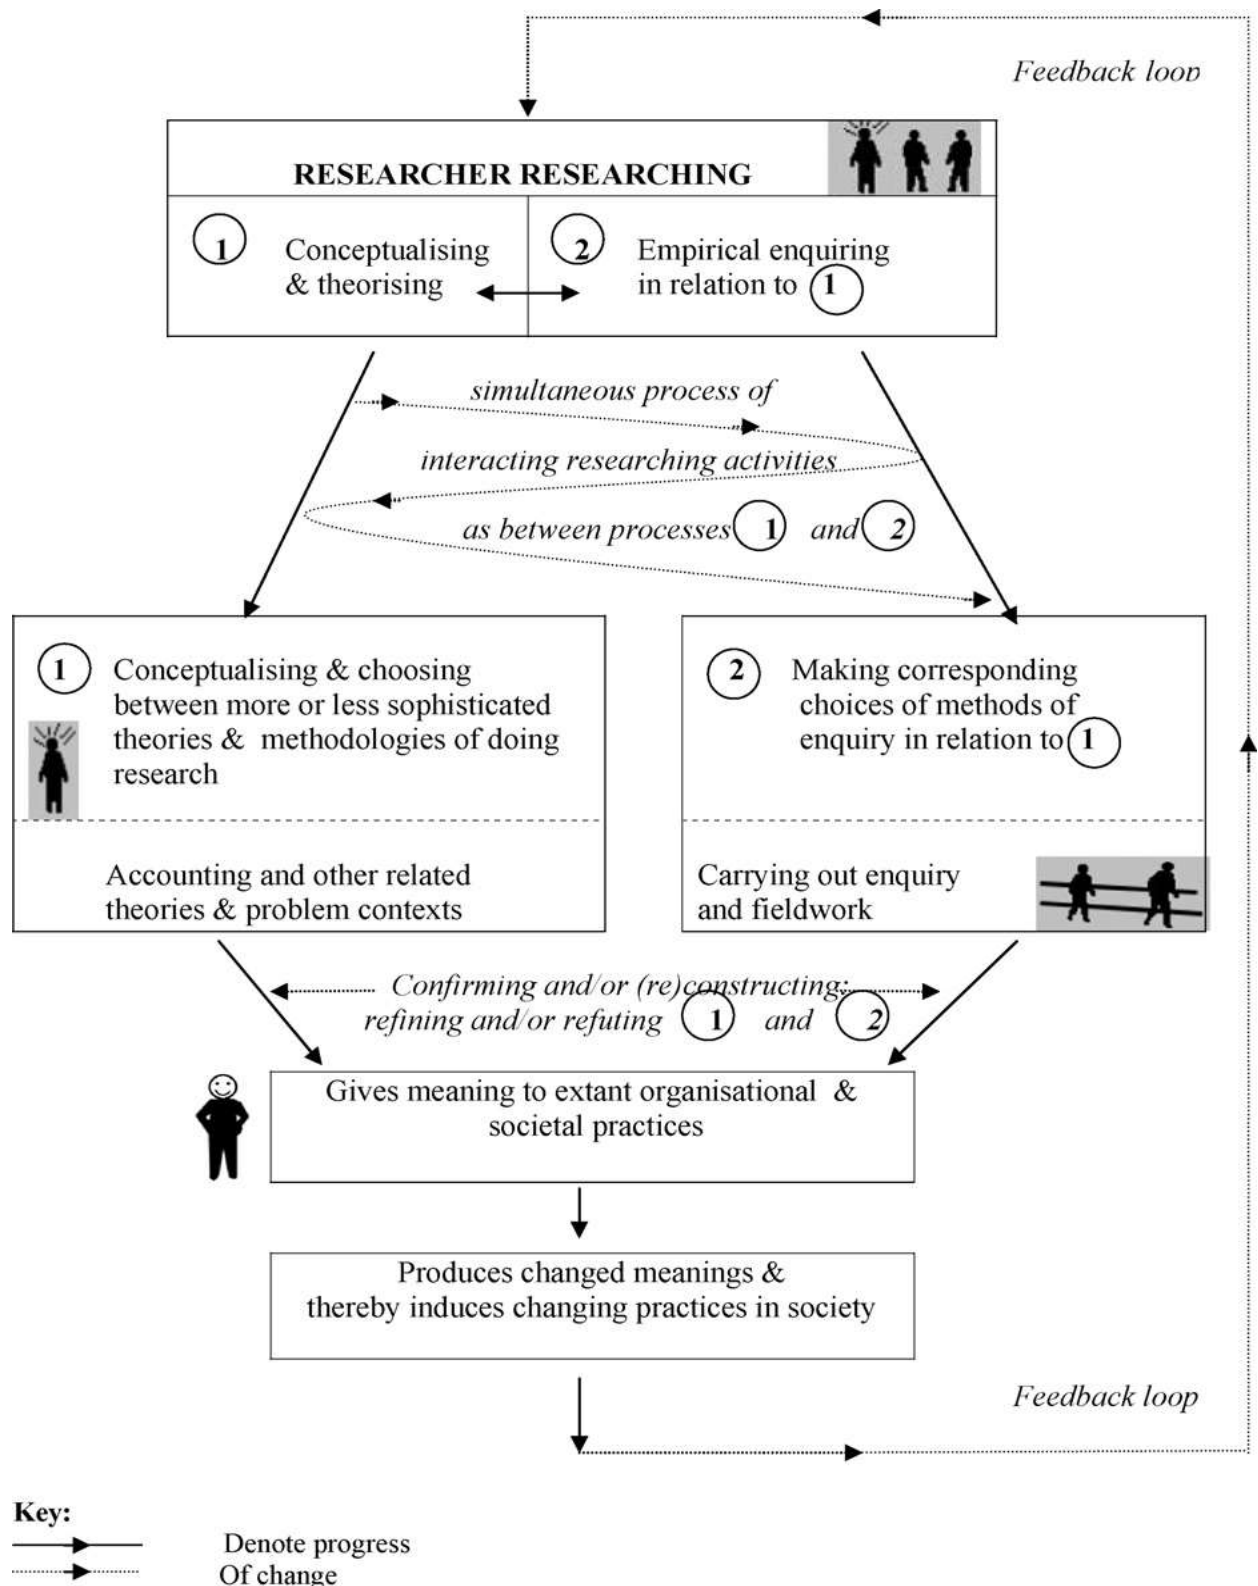 Feedback loop
RESEARCHER RESEARCHING
1 Conceptualising
& theorising
2 Empirical enquiring
in relation to 1
simultaneous process of
interacting researching activities
as between processes 1 and 2
1 Conceptualising & choosing
between more or less sophisticated
theories & methodologies of doing
research
Accounting and other related
theories & problem contexts
2 Making corresponding
choices of methods of
enquiry in relation to 1
Carrying out enquiry
and fieldwork
Confirming and/or (re)constructing;
refining and/or refuting 1 and 2
Gives meaning to extant organisational &
societal practices
Produces changed meanings &
thereby induces changing practices in society
Feedback loop
Key:
Denote progress
Of change